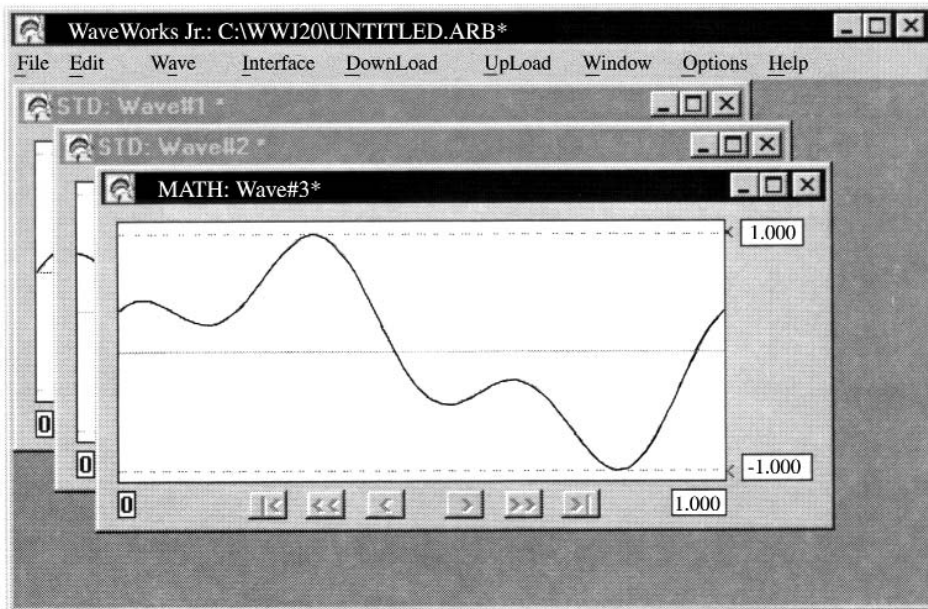 WaveWorks Jr.: C:\WWJ20\UNTITLED.ARB*
File Edit Wave Interface DownLoad UpLoad Window Options Help
STD: Wave#1 *
STD: Wave#2 *
MATH: Wave#3*
1.000
-1.000
0
0
0
|< << < > >> >|
1.000